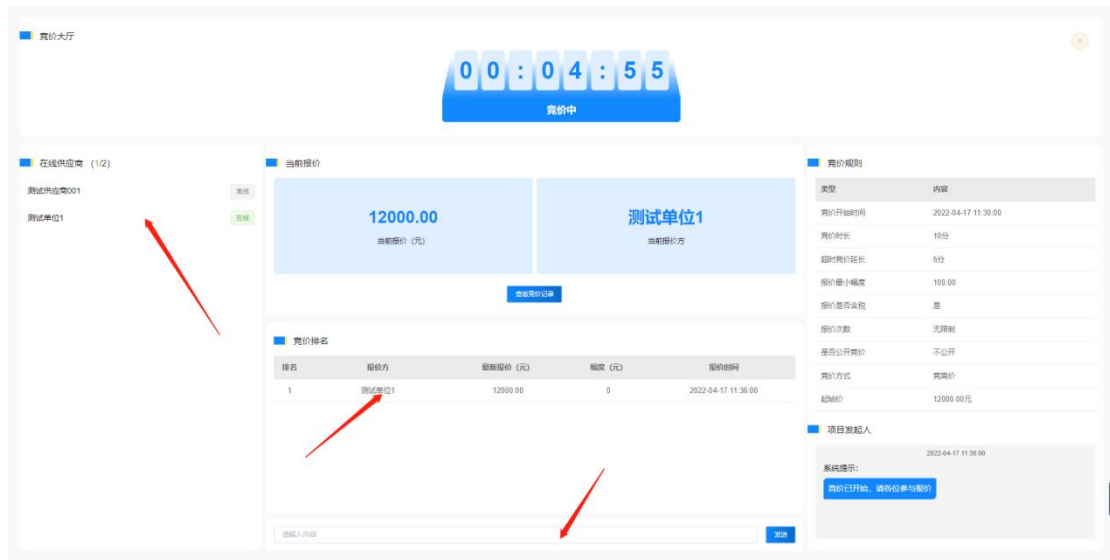 竞价大厅
00:04:55
竞价中
在线供应商 (1/2)
测试供应商001 离线
测试单位1 在线
当前报价
12000.00
当前报价 (元)
测试单位1
当前报价方
查看竞价记录
竞价排名
排名 报价方 最新报价 (元) 幅度 (元) 报价时间
1 测试单位1 12000.00 0 2022-04-17 11:36:00
请输入内容 发送
竞价规则
类型 内容
竞价开始时间 2022-04-17 11:30:00
竞价时长 10分
超时竞价延长 5分
报价最小幅度 100.00
报价是否含税 是
报价次数 无限制
是否公开竞价 不公开
竞价方式 竞高价
起始价 12000.00元
项目发起人
2022-04-17 11:30:00
系统提示：
竞价已开始，请各位参与报价